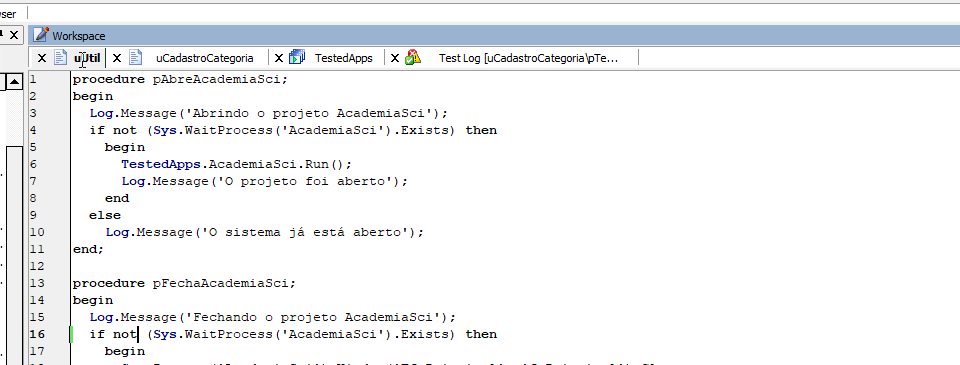 ser
Workspace
uUtil uCadastroCategoria TestedApps Test Log [uCadastroCategoria\pTe...
1 procedure pAbreAcademiaSci;
2 begin
3 Log.Message('Abrindo o projeto AcademiaSci');
4 if not (Sys.WaitProcess('AcademiaSci').Exists) then
5 begin
6 TestedApps.AcademiaSci.Run();
7 Log.Message('O projeto foi aberto');
8 end
9 else
10 Log.Message('O sistema já está aberto');
11 end;
12
13 procedure pFechaAcademiaSci;
14 begin
15 Log.Message('Fechando o projeto AcademiaSci');
16 if not (Sys.WaitProcess('AcademiaSci').Exists) then
17 begin